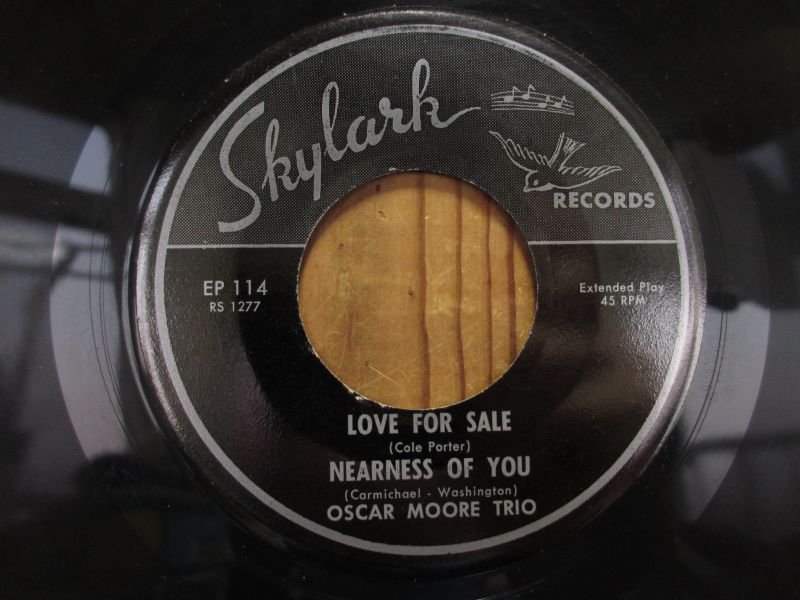 Skylark
RECORDS
EP 114
RS 1277
Extended Play
45 RPM
LOVE FOR SALE
(Cole Porter)
NEARNESS OF YOU
(Carmichael - Washington)
OSCAR MOORE TRIO